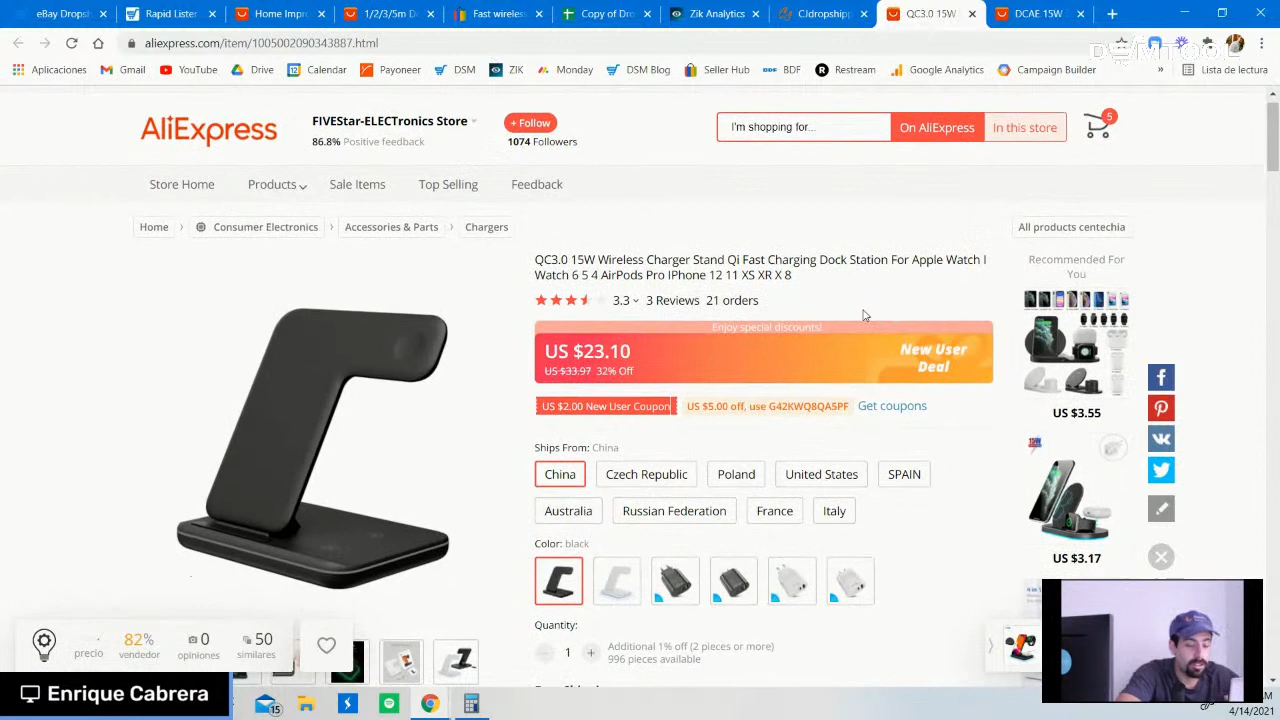 eBay Drops
Rapid Lister
Home Impro
1/2/3/5m D
Fast wireless
Copy of Dro
Zik Analytics
CJdropshipp
QC3.0 15W
DCAE 15W
aliexpress.com/item/1005002090343887.html
Aplicaciones
Gmail
YouTube
Drive
Calendar
Payoneer
DSM
ZIK
Monday
DSM Blog
Seller Hub
BDF
Restream
Google Analytics
Campaign Builder
»
Lista de lectura
AliExpress
FIVEStar-ELECTronics Store
86.8% Positive feedback
+ Follow
1074 Followers
I'm shopping for...
On AliExpress
In this store
5
Store Home
Products
Sale Items
Top Selling
Feedback
Home
Consumer Electronics
Accessories & Parts
Chargers
All products centechia
QC3.0 15W Wireless Charger Stand Qi Fast Charging Dock Station For Apple Watch I
Watch 6 5 4 AirPods Pro IPhone 12 11 XS XR X 8
3.3
3 Reviews
21 orders
Enjoy special discounts!
US $23.10
US $33.97 32% Off
New User
Deal
US $2.00 New User Coupon
US $5.00 off, use G42KWQ8QA5PF
Get coupons
Ships From: China
China
Czech Republic
Poland
United States
SPAIN
Australia
Russian Federation
France
Italy
Color: black
Quantity:
1
Additional 1% off (2 pieces or more)
996 pieces available
Recommended For
You
US $3.55
15W
US $3.17
precio
82%
vendedor
0
opiniones
50
similares
Enrique Cabrera
15
4/14/2021